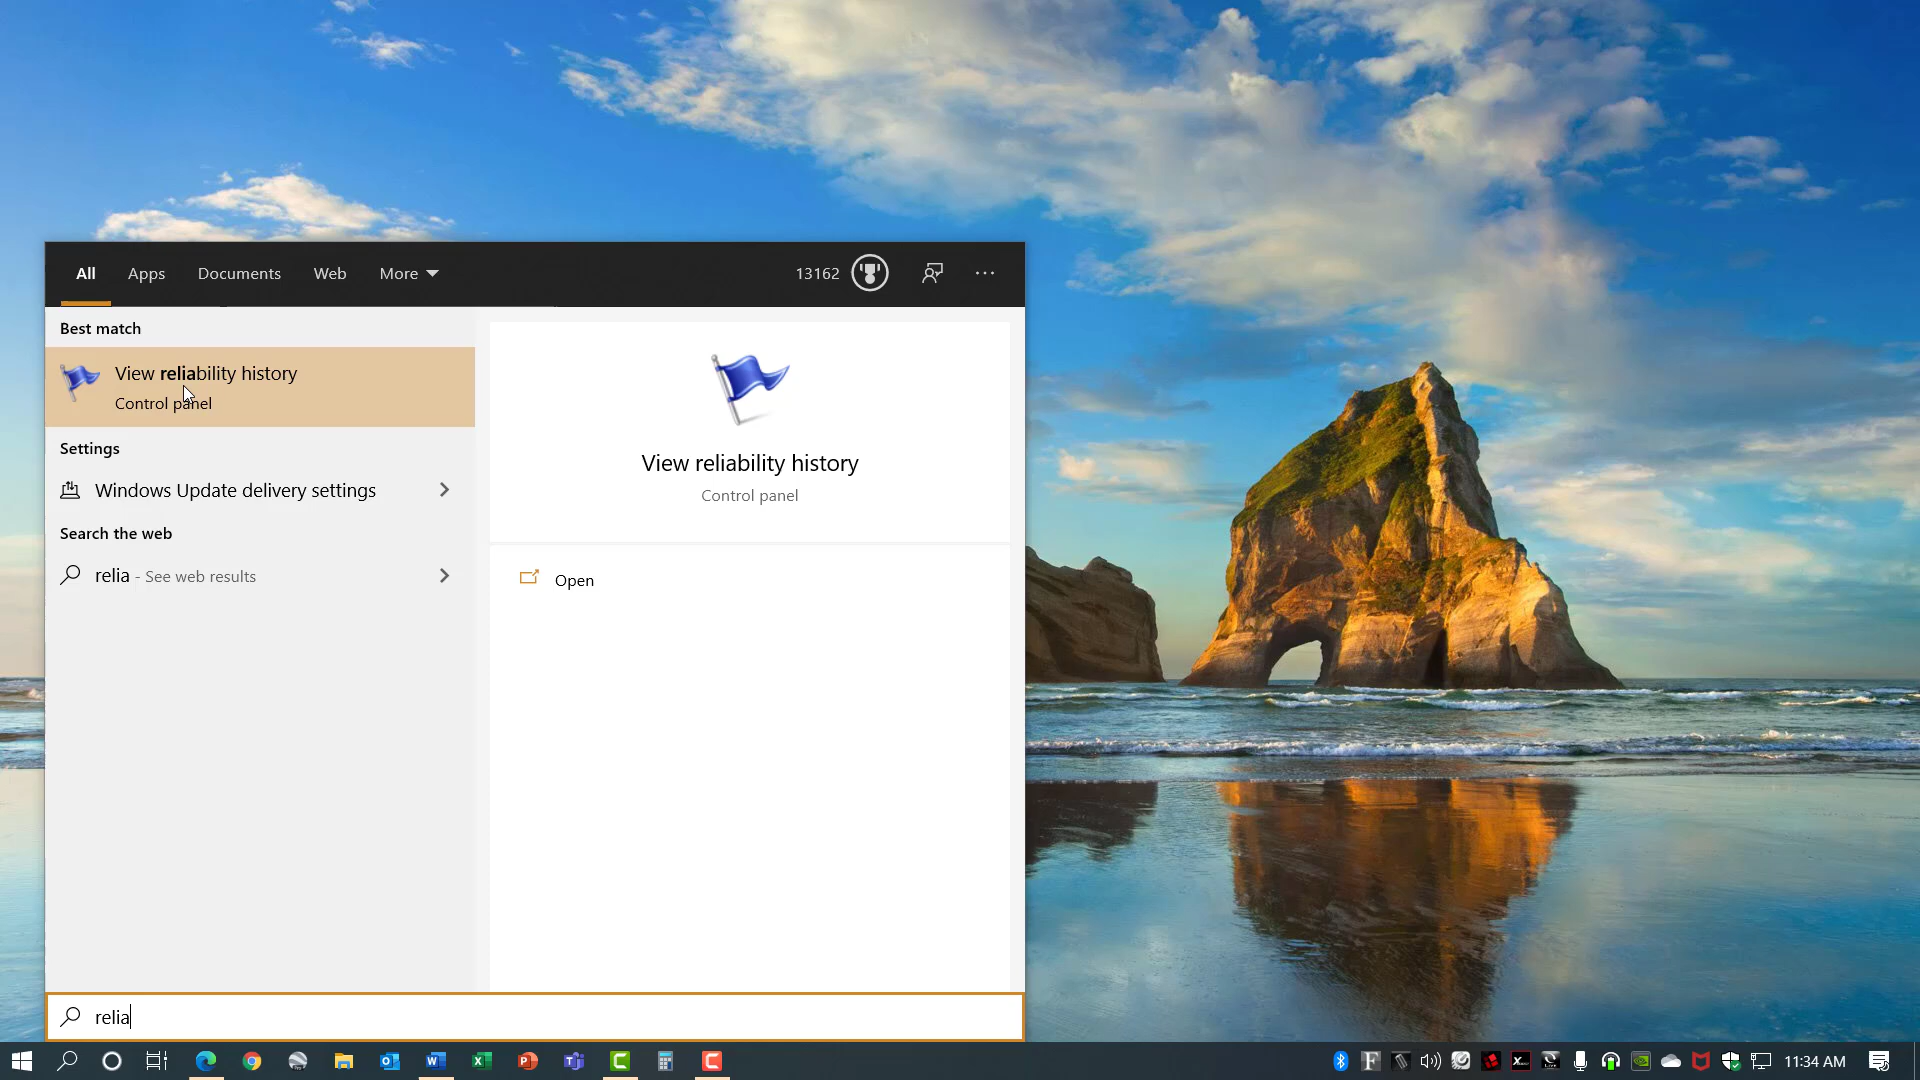 All Apps Documents Web More 13162
Best match
View reliability history
Control panel
Settings
Windows Update delivery settings
Search the web
relia - See web results
View reliability history
Control panel
Open
relia
11:34 AM